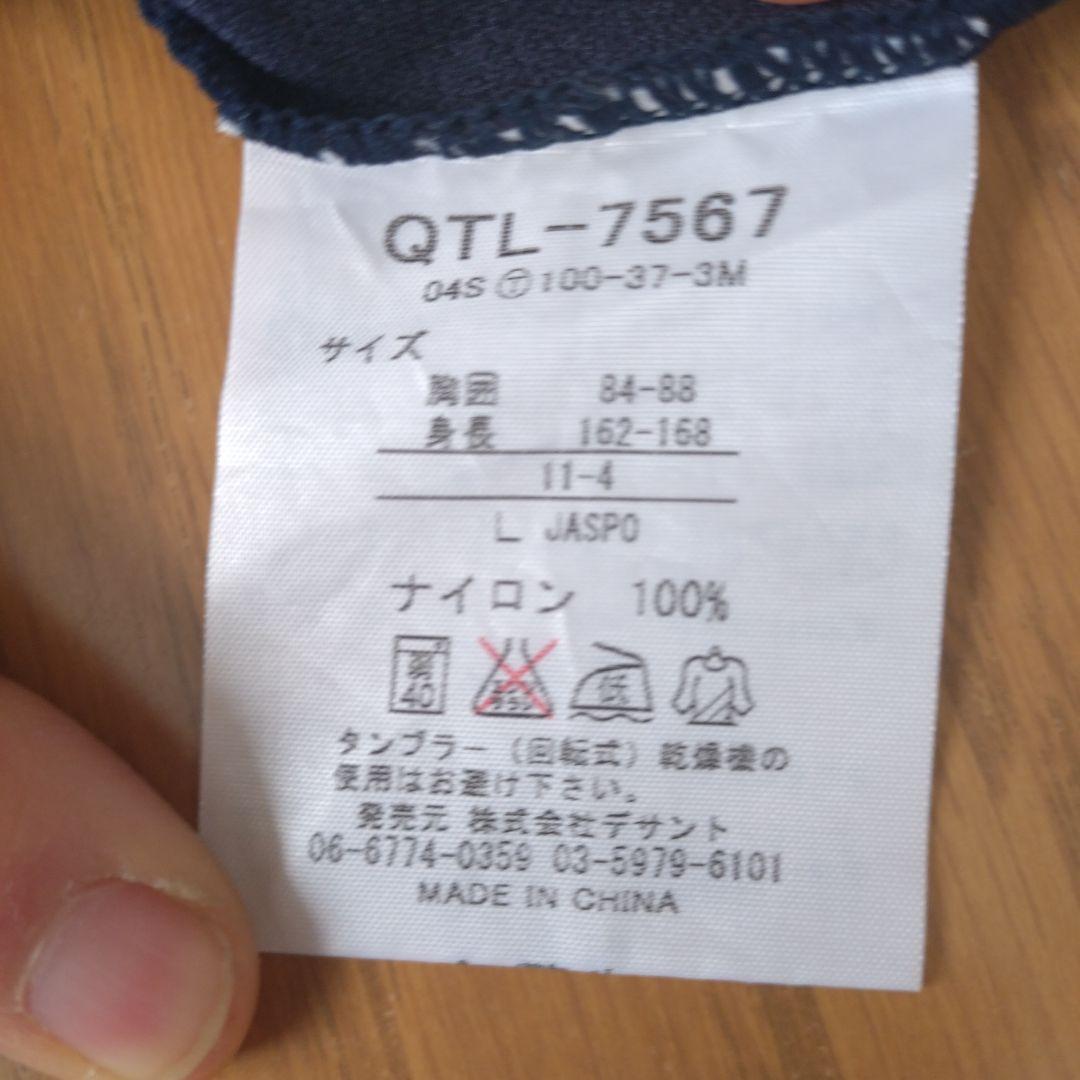 QTL-7567
04S Ⓣ 100-37-3M
サイズ
胸囲 84-88
身長 162-168
11-4
L JASPO
ナイロン 100%
40 低
タンブラー（回転式）乾燥機の
使用はお避け下さい。
発売元 株式会社デサント
06-6774-0359 03-5979-6101
MADE IN CHINA